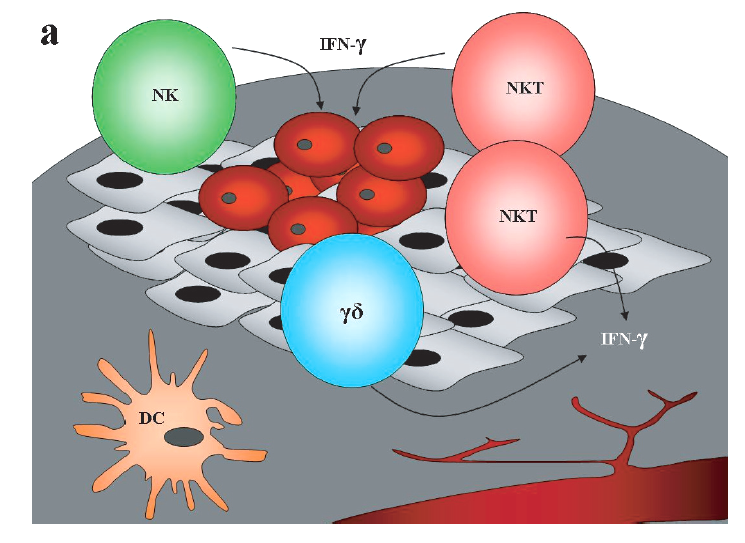 a
IFN-γ
NK
NKT
NKT
γδ
IFN-γ
DC